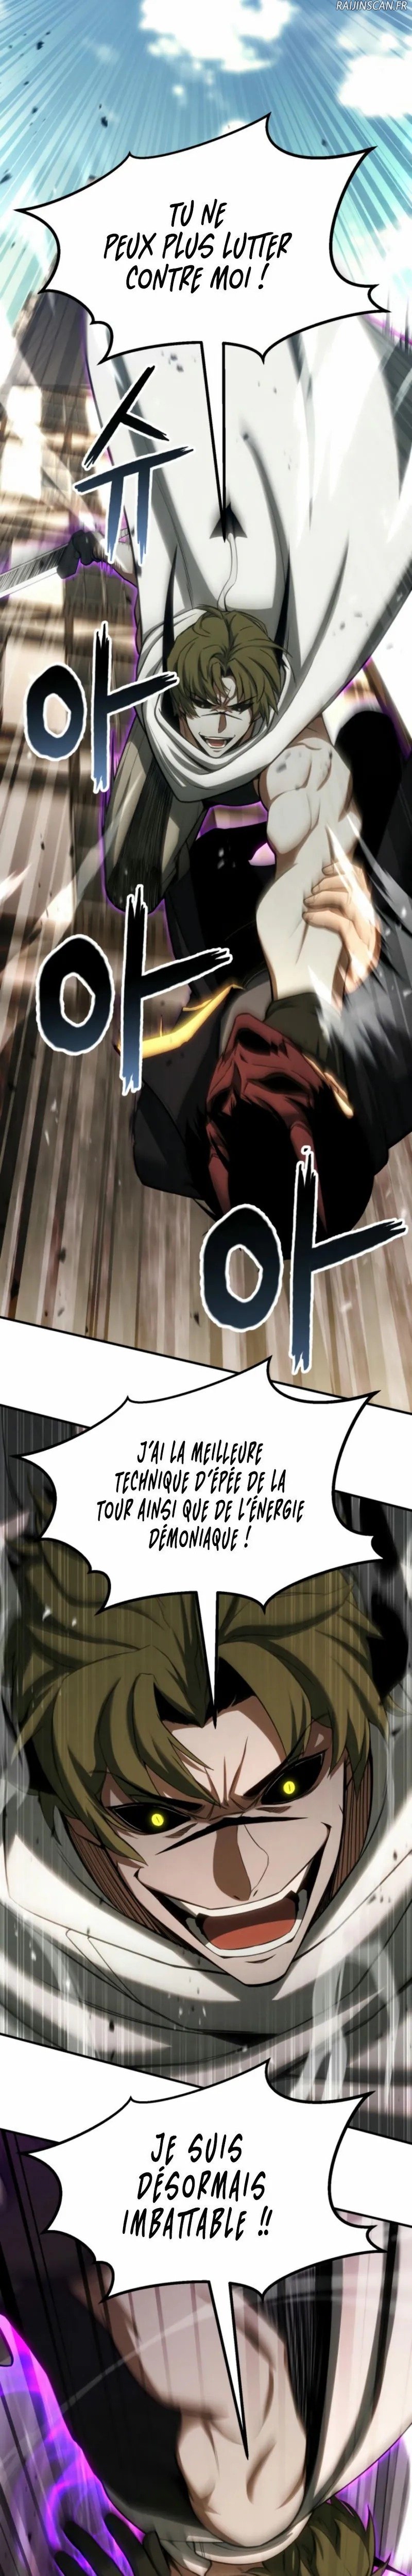 RAIJINSCAN.FR
TU NE
PEUX PLUS LUTTER
CONTRE MOI !
슈
아
아
아
J'AI LA MEILLEURE
TECHNIQUE D'ÉPÉE DE LA
TOUR AINSI QUE DE L'ÉNERGIE
DÉMONIAQUE !
JE SUIS
DÉSORMAIS
IMBATTABLE !!